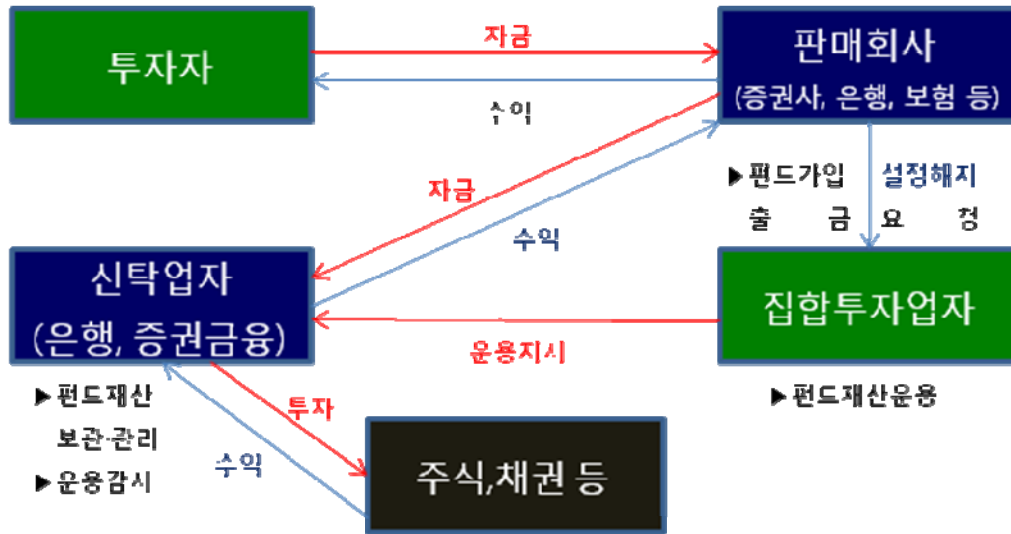 투자자
자금
수익
판매회사
(증권사, 은행, 보험 등)
▶펀드가입 설정해지
출 금 요 청
자금
수익
신탁업자
(은행, 증권금융)
운용지시
집합투자업자
▶펀드재산
보관·관리
▶운용감시
투자
수익
주식,채권 등
▶펀드재산운용